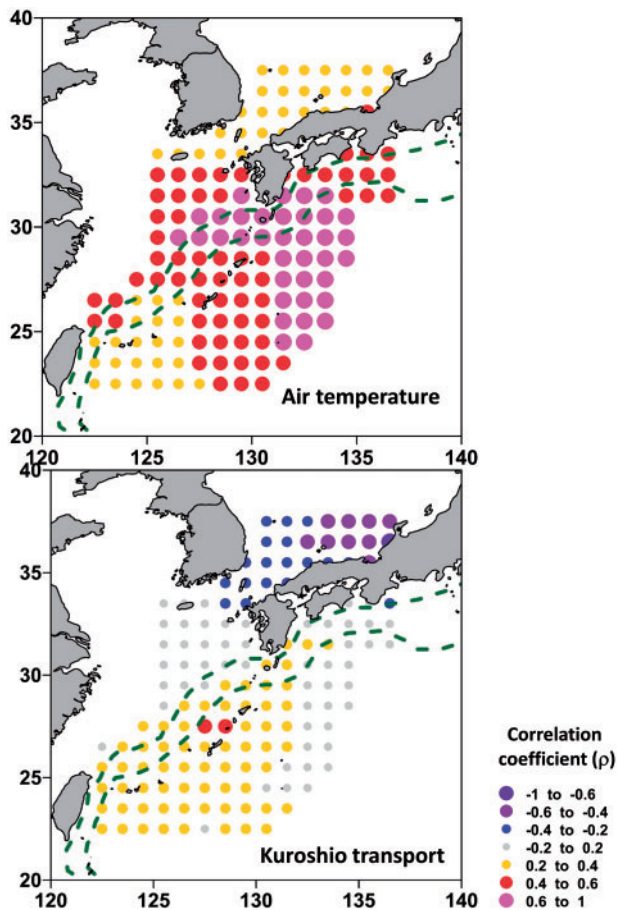 40
35
30
25
20
Air temperature
120 125 130 135 140
40
35
30
25
20
Kuroshio transport
120 125 130 135 140
Correlation
coefficient (ρ)
-1 to -0.6
-0.6 to -0.4
-0.4 to -0.2
-0.2 to 0.2
0.2 to 0.4
0.4 to 0.6
0.6 to 1